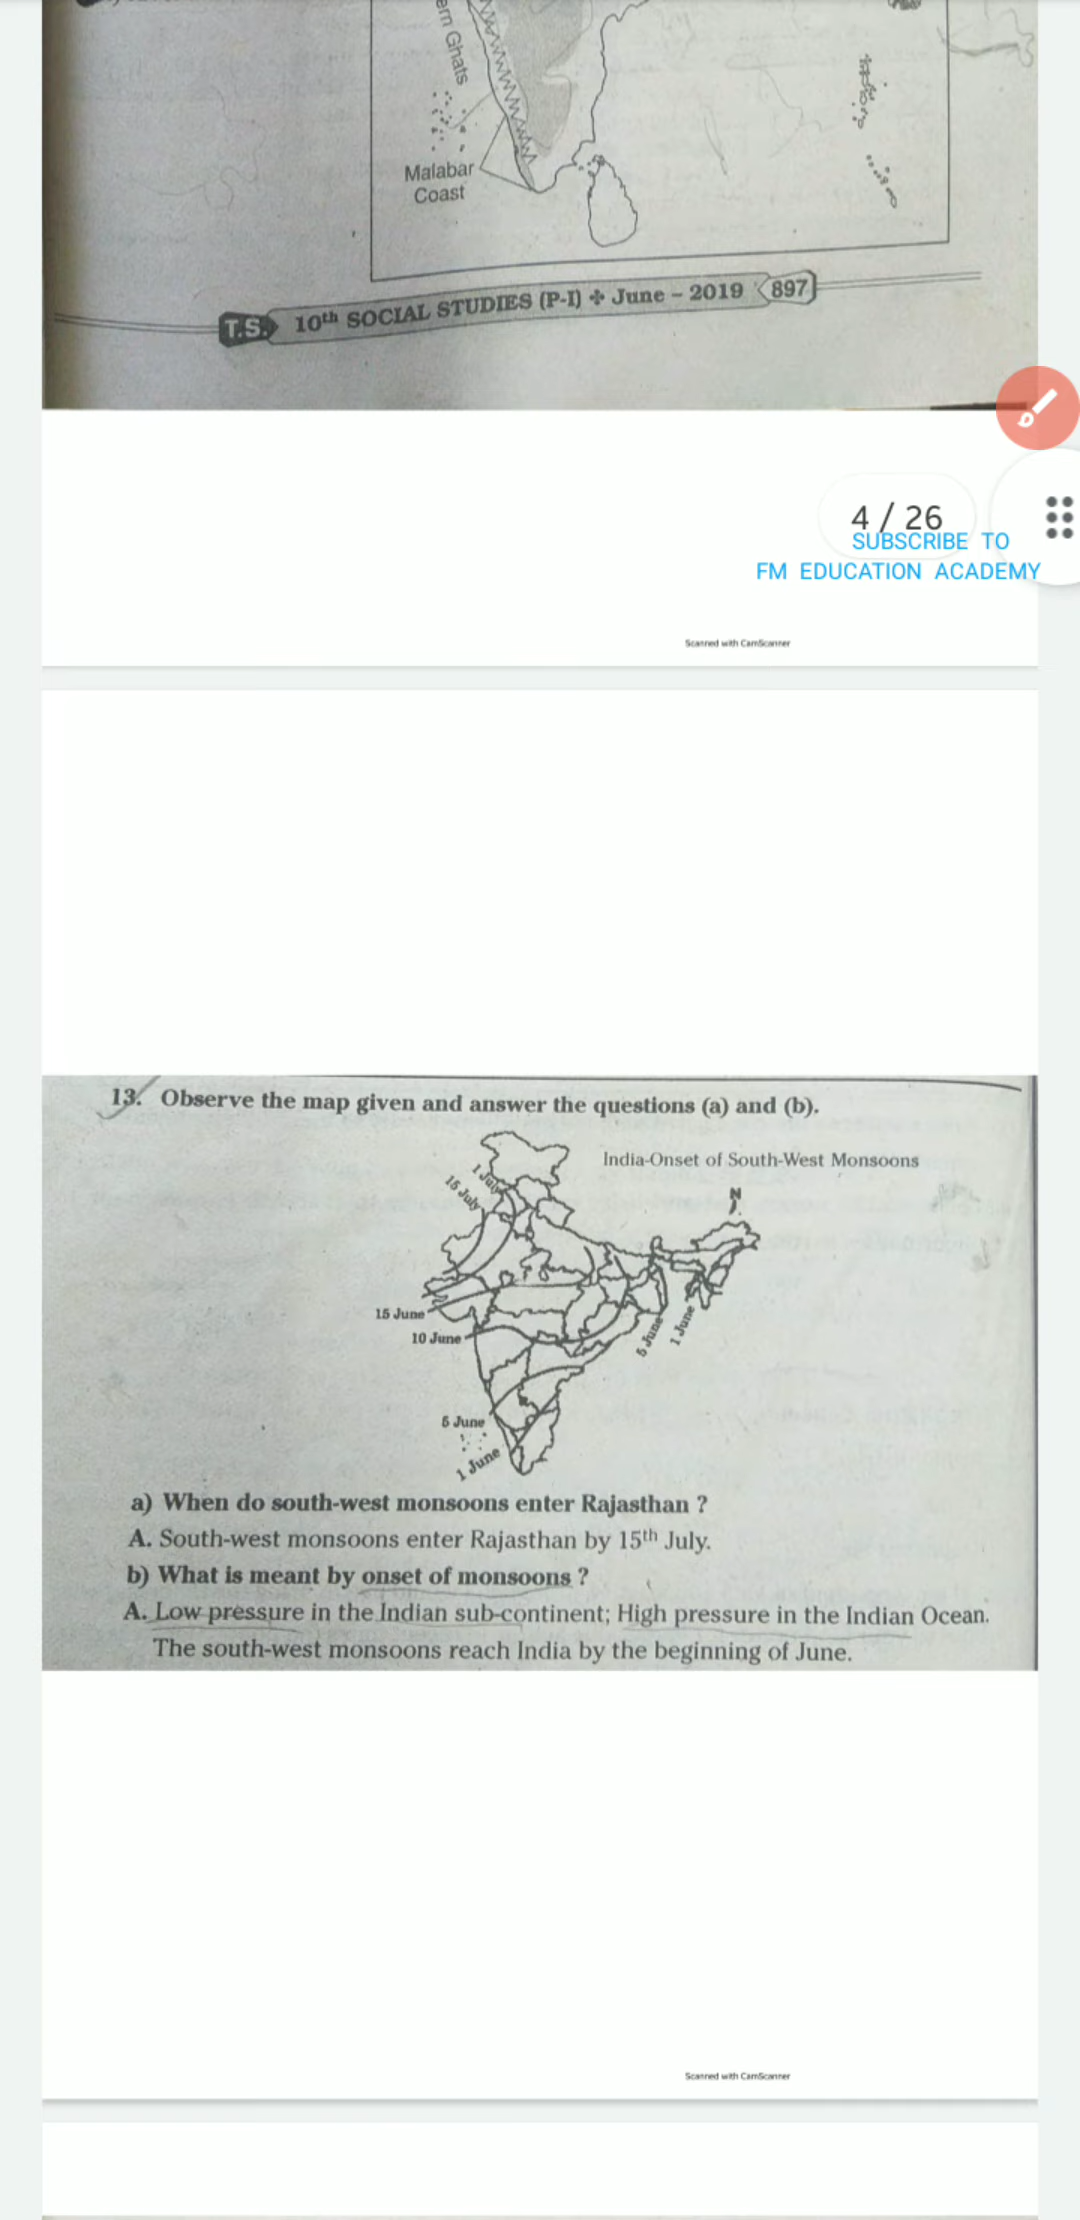 ern Ghats
Malabar
Coast
T.S. 10th SOCIAL STUDIES (P-I) ✤ June - 2019 897
4 / 26
SUBSCRIBE TO
FM EDUCATION ACADEMY
Scanned with CamScanner
13. Observe the map given and answer the questions (a) and (b).
India-Onset of South-West Monsoons
1 July
15 July
N
15 June
10 June
5 June
1 June
5 June
1 June
a) When do south-west monsoons enter Rajasthan ?
A. South-west monsoons enter Rajasthan by 15th July.
b) What is meant by onset of monsoons ?
A. Low pressure in the Indian sub-continent; High pressure in the Indian Ocean.
The south-west monsoons reach India by the beginning of June.
Scanned with CamScanner